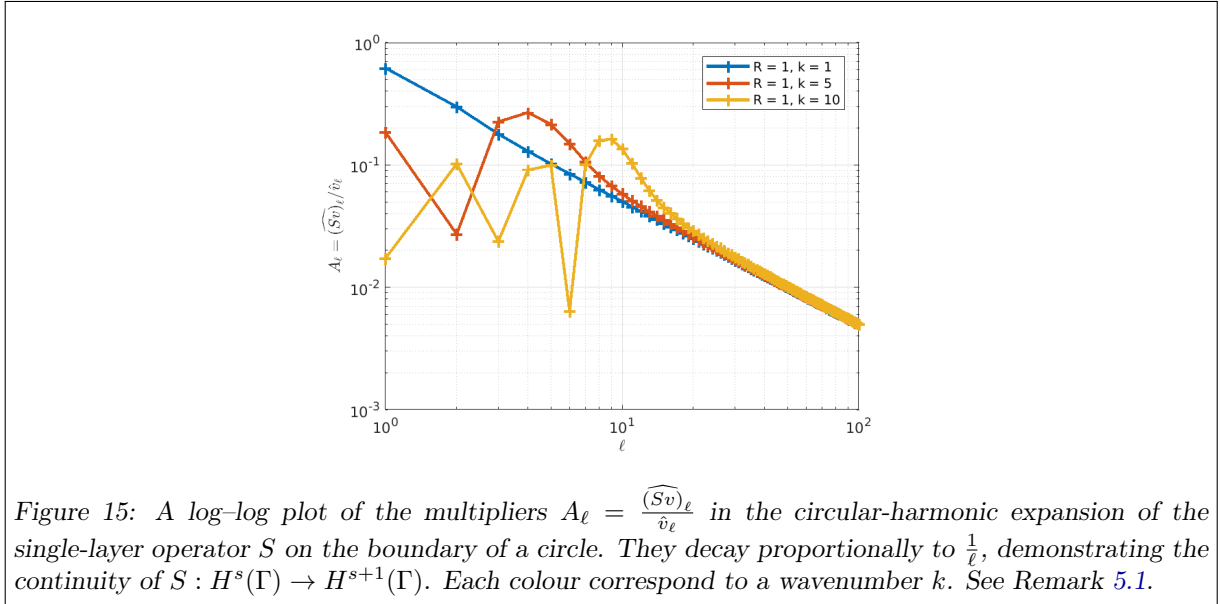 10^0
10^-1
10^-2
10^-3
10^0
10^1
10^2
A_ℓ = \widehat{(Sv)}_ℓ/\hat{v}_ℓ
ℓ
R = 1, k = 1
R = 1, k = 5
R = 1, k = 10
Figure 15: A log–log plot of the multipliers A_ℓ = \frac{\widehat{(Sv)}_ℓ}{\hat{v}_ℓ} in the circular-harmonic expansion of the
single-layer operator S on the boundary of a circle. They decay proportionally to \frac{1}{ℓ}, demonstrating the
continuity of S : H^s(Γ) → H^{s+1}(Γ). Each colour correspond to a wavenumber k. See Remark 5.1.